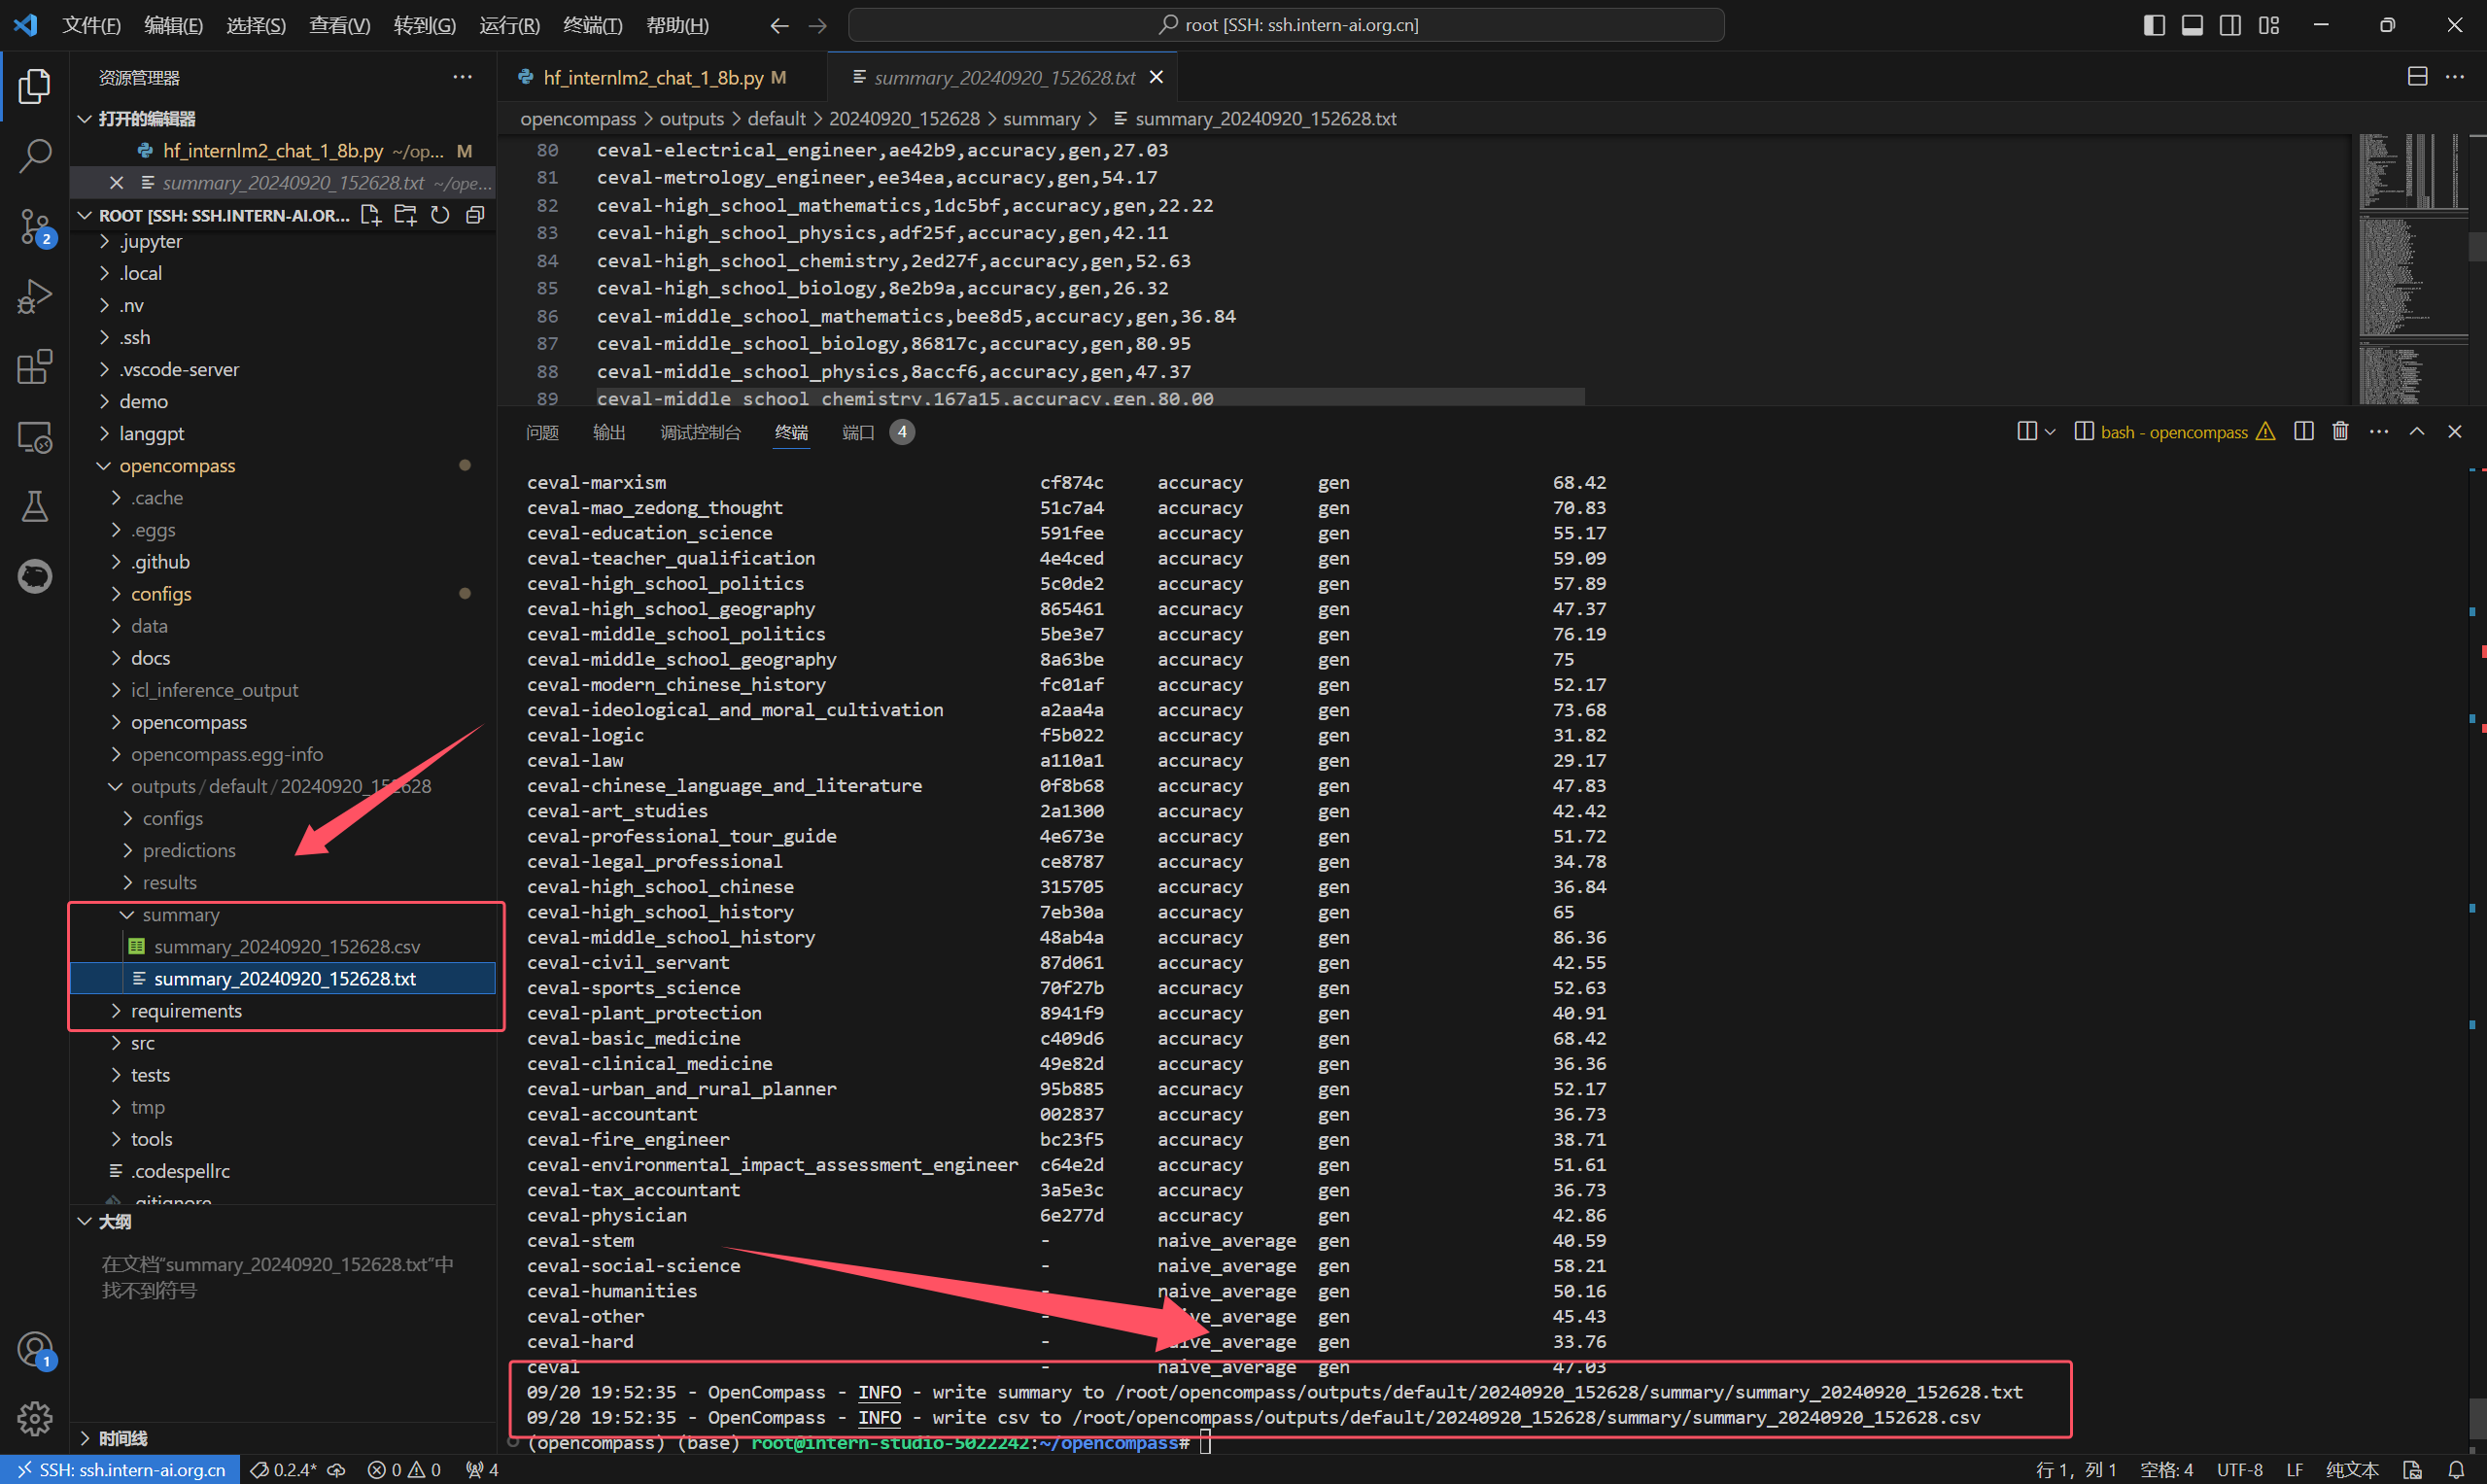 文件(F) 编辑(E) 选择(S) 查看(V) 转到(G) 运行(R) 终端(T) 帮助(H) root [SSH: ssh.intern-ai.org.cn]
资源管理器
打开的编辑器
hf_internlm2_chat_1_8b.py ~/op... M
summary_20240920_152628.txt ~/ope...
ROOT [SSH: SSH.INTERN-AI.OR...
.jupyter
.local
.nv
.ssh
.vscode-server
demo
langgpt
opencompass
.cache
.eggs
.github
configs
data
docs
icl_inference_output
opencompass
opencompass.egg-info
outputs/default/20240920_152628
configs
predictions
results
summary
summary_20240920_152628.csv
summary_20240920_152628.txt
requirements
src
tests
tmp
tools
.codespellrc
.gitignore
大纲
在文档“summary_20240920_152628.txt”中
找不到符号
时间线
2
1
hf_internlm2_chat_1_8b.py M summary_20240920_152628.txt
opencompass > outputs > default > 20240920_152628 > summary > summary_20240920_152628.txt
80 ceval-electrical_engineer,ae42b9,accuracy,gen,27.03
81 ceval-metrology_engineer,ee34ea,accuracy,gen,54.17
82 ceval-high_school_mathematics,1dc5bf,accuracy,gen,22.22
83 ceval-high_school_physics,adf25f,accuracy,gen,42.11
84 ceval-high_school_chemistry,2ed27f,accuracy,gen,52.63
85 ceval-high_school_biology,8e2b9a,accuracy,gen,26.32
86 ceval-middle_school_mathematics,bee8d5,accuracy,gen,36.84
87 ceval-middle_school_biology,86817c,accuracy,gen,80.95
88 ceval-middle_school_physics,8accf6,accuracy,gen,47.37
89 ceval-middle_school_chemistry,167a15,accuracy,gen,80.00
问题 输出 调试控制台 终端 端口 4 bash - opencompass
ceval-marxism cf874c accuracy gen 68.42
ceval-mao_zedong_thought 51c7a4 accuracy gen 70.83
ceval-education_science 591fee accuracy gen 55.17
ceval-teacher_qualification 4e4ced accuracy gen 59.09
ceval-high_school_politics 5c0de2 accuracy gen 57.89
ceval-high_school_geography 865461 accuracy gen 47.37
ceval-middle_school_politics 5be3e7 accuracy gen 76.19
ceval-middle_school_geography 8a63be accuracy gen 75
ceval-modern_chinese_history fc01af accuracy gen 52.17
ceval-ideological_and_moral_cultivation a2aa4a accuracy gen 73.68
ceval-logic f5b022 accuracy gen 31.82
ceval-law a110a1 accuracy gen 29.17
ceval-chinese_language_and_literature 0f8b68 accuracy gen 47.83
ceval-art_studies 2a1300 accuracy gen 42.42
ceval-professional_tour_guide 4e673e accuracy gen 51.72
ceval-legal_professional ce8787 accuracy gen 34.78
ceval-high_school_chinese 315705 accuracy gen 36.84
ceval-high_school_history 7eb30a accuracy gen 65
ceval-middle_school_history 48ab4a accuracy gen 86.36
ceval-civil_servant 87d061 accuracy gen 42.55
ceval-sports_science 70f27b accuracy gen 52.63
ceval-plant_protection 8941f9 accuracy gen 40.91
ceval-basic_medicine c409d6 accuracy gen 68.42
ceval-clinical_medicine 49e82d accuracy gen 36.36
ceval-urban_and_rural_planner 95b885 accuracy gen 52.17
ceval-accountant 002837 accuracy gen 36.73
ceval-fire_engineer bc23f5 accuracy gen 38.71
ceval-environmental_impact_assessment_engineer c64e2d accuracy gen 51.61
ceval-tax_accountant 3a5e3c accuracy gen 36.73
ceval-physician 6e277d accuracy gen 42.86
ceval-stem - naive_average gen 40.59
ceval-social-science - naive_average gen 58.21
ceval-humanities - naive_average gen 50.16
ceval-other - naive_average gen 45.43
ceval-hard - naive_average gen 33.76
ceval - naive_average gen 47.03
09/20 19:52:35 - OpenCompass - INFO - write summary to /root/opencompass/outputs/default/20240920_152628/summary/summary_20240920_152628.txt
09/20 19:52:35 - OpenCompass - INFO - write csv to /root/opencompass/outputs/default/20240920_152628/summary/summary_20240920_152628.csv
(opencompass) (base) root@intern-studio-5022242:~/opencompass#
SSH: ssh.intern-ai.org.cn 0.2.4* 0 0 4 行 1，列 1 空格: 4 UTF-8 LF 纯文本